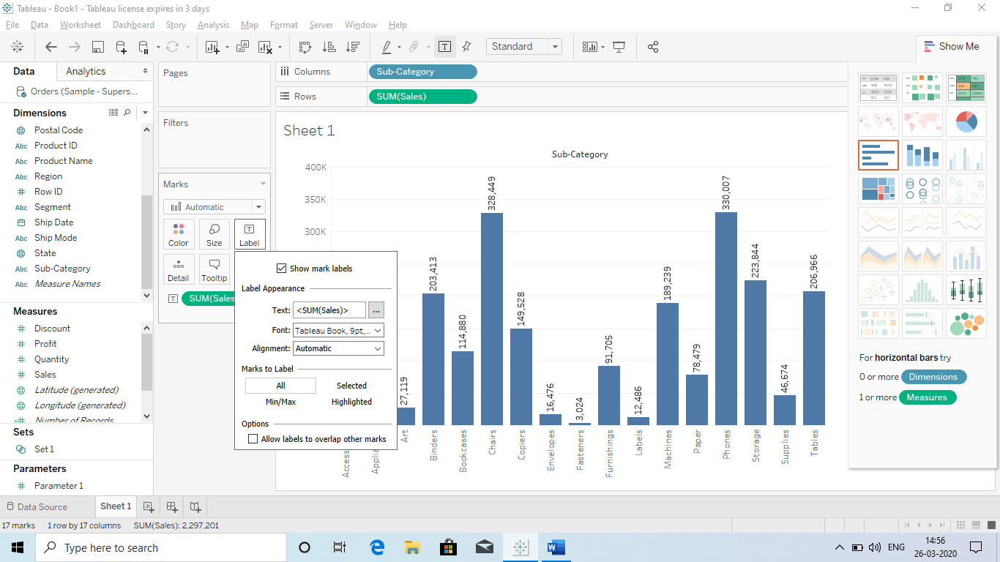 Tableau - Book1 - Tableau license expires in 3 days
File Data Worksheet Dashboard Story Analysis Map Format Server Window Help
Standard
Show Me
Data Analytics
Orders (Sample - Supers...
Dimensions
Postal Code
Abc Product ID
Abc Product Name
Abc Region
Row ID
Abc Segment
Ship Date
Abc Ship Mode
State
Abc Sub-Category
Abc Measure Names
Measures
Discount
Profit
Quantity
Sales
Latitude (generated)
Longitude (generated)
Number of Records
Sets
Set 1
Parameters
Parameter 1
Pages
Filters
Marks
Automatic
Color Size Label
Detail Tooltip
SUM(Sales
Columns Sub-Category
Rows SUM(Sales)
Sheet 1
Sub-Category
400K
350K
300K
27,119
203,413
114,880
328,449
149,528
16,476
3,024
91,705
12,486
189,239
78,479
330,007
223,844
46,674
206,966
Access
Applie
Art
Binders
Bookcases
Chairs
Copiers
Envelopes
Fasteners
Furnishings
Labels
Machines
Paper
Phones
Storage
Supplies
Tables
Show mark labels
Label Appearance
Text: <SUM(Sales)> ...
Font: Tableau Book, 9pt,...
Alignment: Automatic
Marks to Label
All Selected
Min/Max Highlighted
Options
Allow labels to overlap other marks
For horizontal bars try
0 or more Dimensions
1 or more Measures
Data Source Sheet 1
17 marks 1 row by 17 columns SUM(Sales): 2,297,201
Type here to search
ENG
14:56
26-03-2020